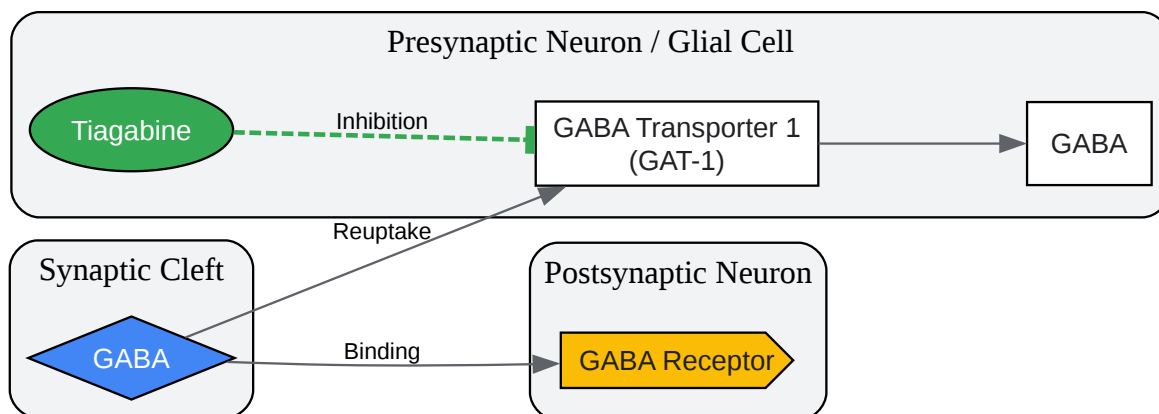 Presynaptic Neuron / Glial Cell
Tiagabine
Inhibition
GABA Transporter 1
(GAT-1)
GABA
Reuptake
Synaptic Cleft
GABA
Binding
Postsynaptic Neuron
GABA Receptor